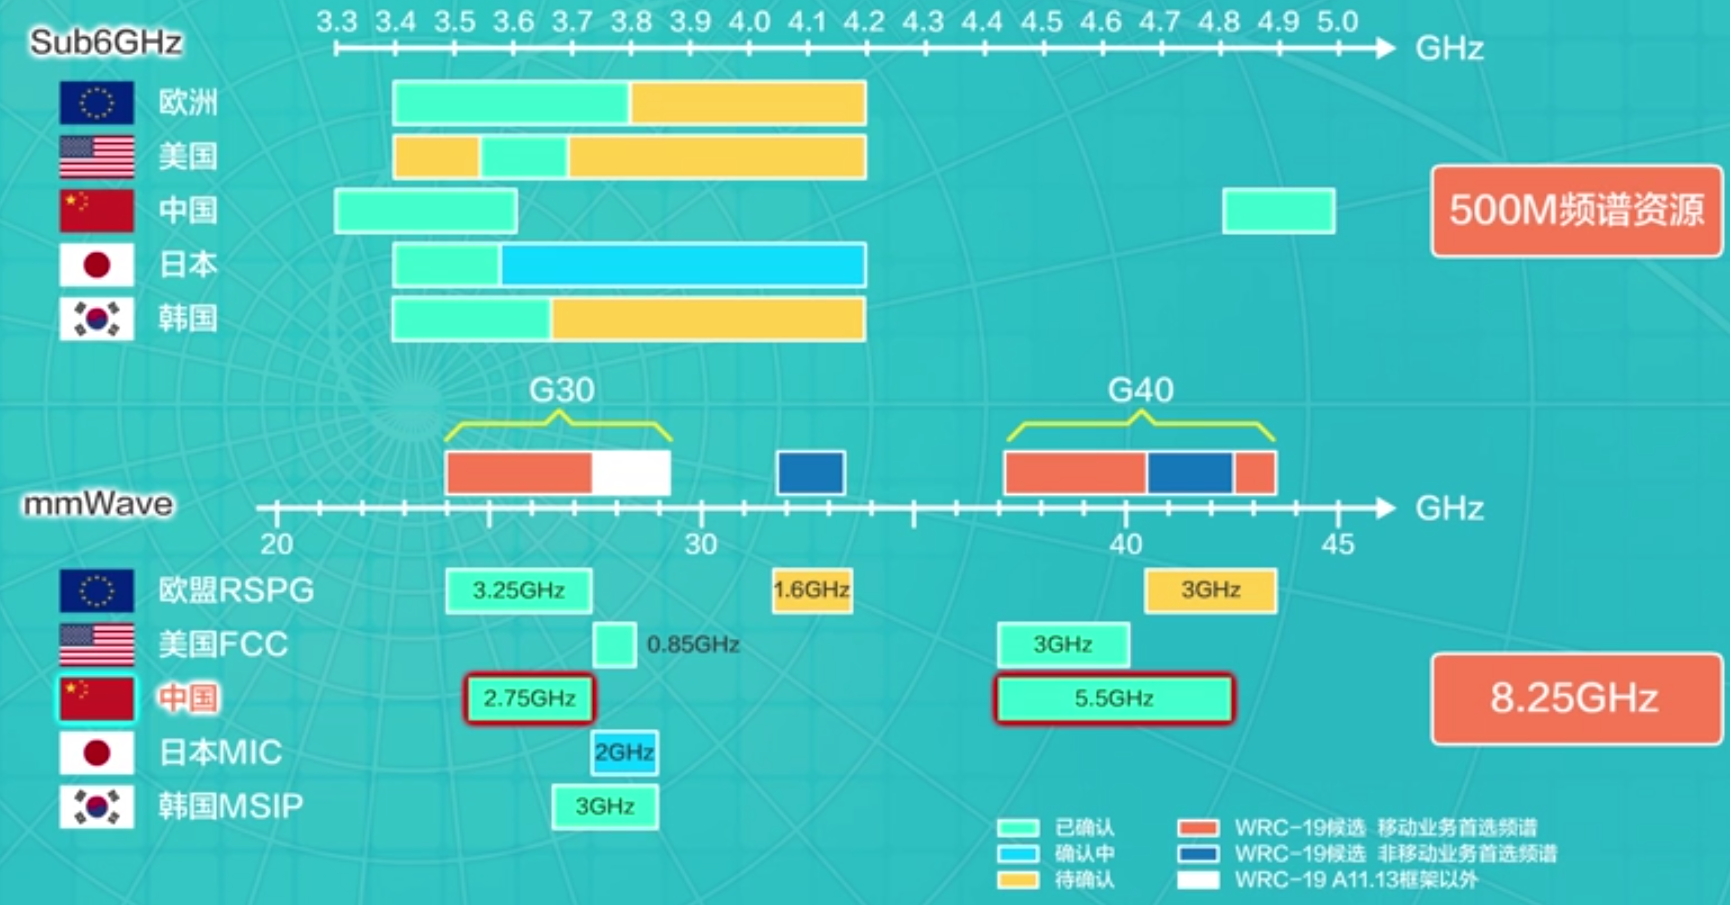 3.3 3.4 3.5 3.6 3.7 3.8 3.9 4.0 4.1 4.2 4.3 4.4 4.5 4.6 4.7 4.8 4.9 5.0
Sub6GHz GHz
欧洲
美国
中国 500M频谱资源
日本
韩国
G30 G40
mmWave GHz
20 30 40 45
欧盟RSPG 3.25GHz 1.6GHz 3GHz
美国FCC 0.85GHz 3GHz
中国 2.75GHz 5.5GHz 8.25GHz
日本MIC 2GHz
韩国MSIP 3GHz
已确认 WRC-19候选 移动业务首选频谱
确认中 WRC-19候选 非移动业务首选频谱
待确认 WRC-19 A11.13框架以外